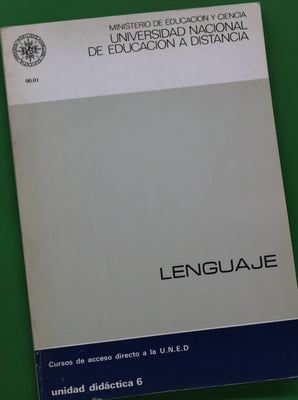 MINISTERIO DE EDUCACION Y CIENCIA
UNIVERSIDAD NACIONAL
DE EDUCACION A DISTANCIA
00.01
LENGUAJE
Cursos de acceso directo a la U.N.E.D
unidad didáctica 6